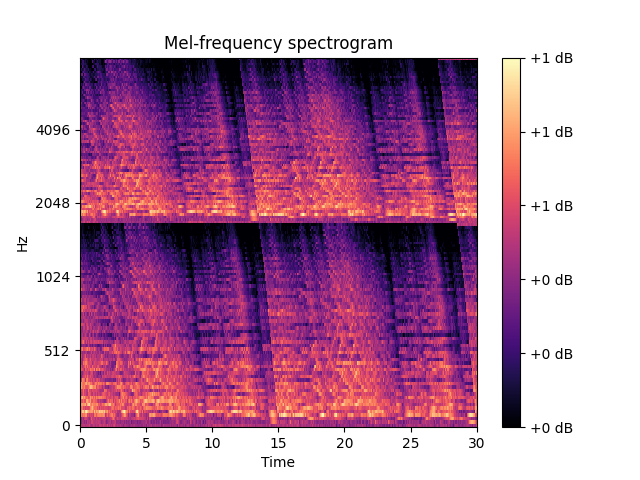 Mel-frequency spectrogram
Hz
4096
2048
1024
512
0
0 5 10 15 20 25 30
Time
+1 dB
+1 dB
+1 dB
+0 dB
+0 dB
+0 dB